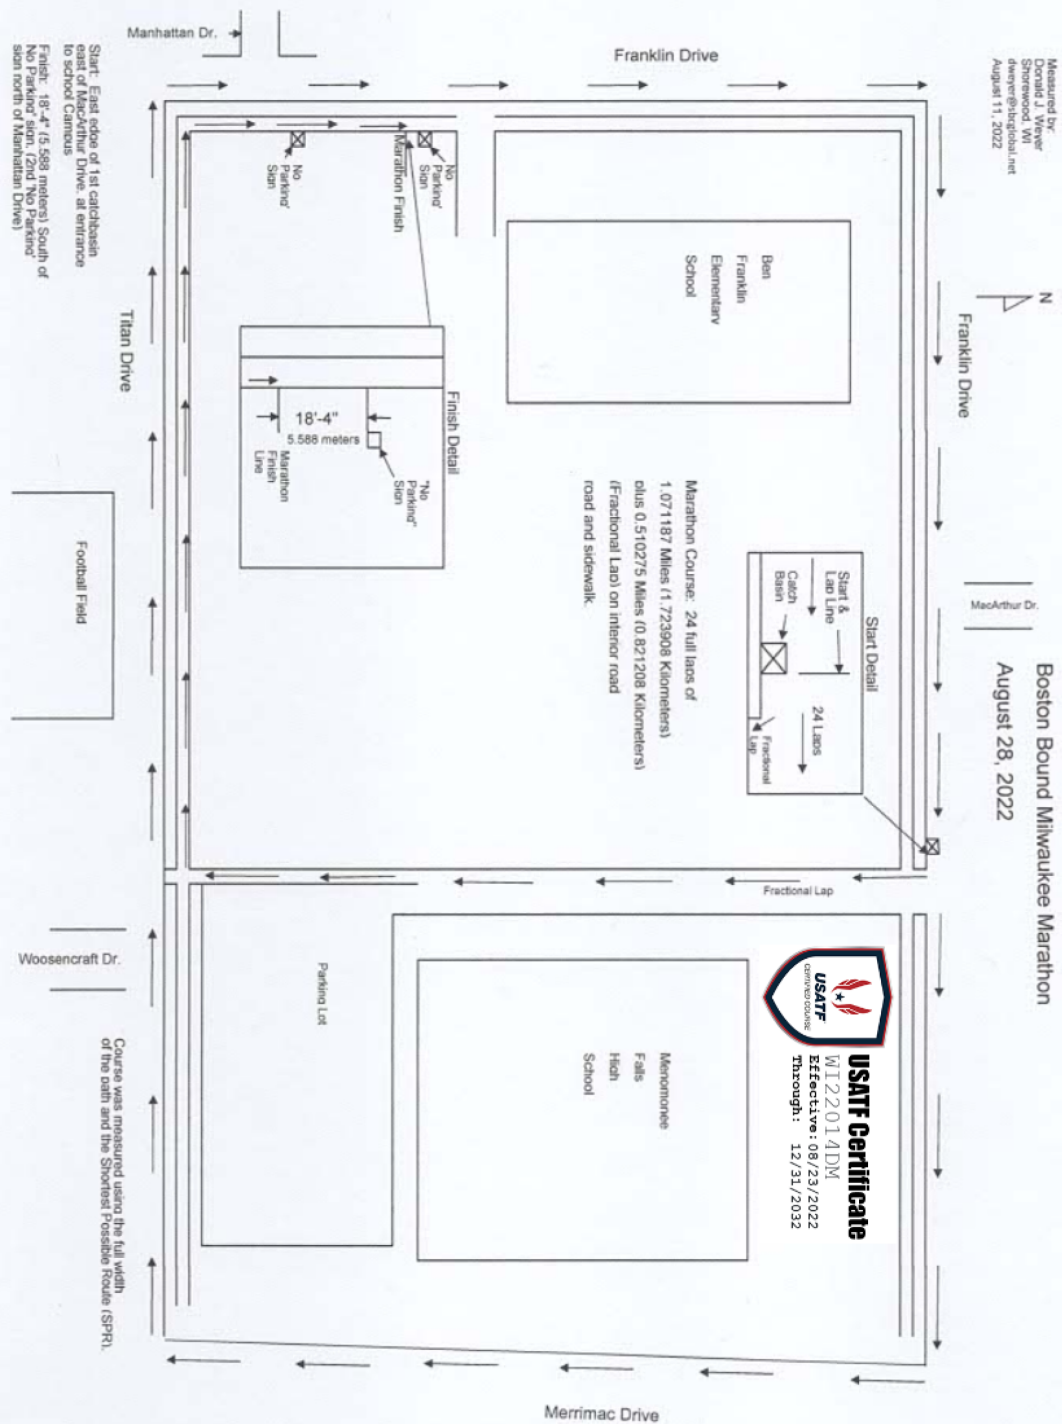 Boston Bound Milwaukee Marathon
August 28, 2022
Measured by:
Donald J. Weyer
Shorewood, WI
dweyer@sbcglobal.net
August 11, 2022
N
Franklin Drive
MacArthur Dr.
Franklin Drive
Manhattan Dr.
Start Detail
Start &
Lap Line
Catch
Basin
24 Laps
Fractional
Lap
Fractional Lap
USATF
CERTIFIED COURSE
USATF Certificate
WI22014DM
Effective: 08/23/2022
Through: 12/31/2032
Ben
Franklin
Elementary
School
Marathon Course: 24 full laps of
1.071187 Miles (1.723908 Kilometers)
plus 0.510275 Miles (0.821208 Kilometers)
(Fractional Lap) on interior road
road and sidewalk.
Menomonee
Falls
High
School
No
Parking'
Sign
Marathon Finish
No
Parking'
Sign
Finish Detail
18'-4"
5.588 meters
"No
Parking"
Sign
Marathon
Finish
Line
Parking Lot
Titan Drive
Merrimac Drive
Football Field
Woosencraft Dr.
Start: East edge of 1st catchbasin
east of MacArthur Drive, at entrance
to school Campus
Finish: 18'-4" (5.588 meters) South of
No Parking' sign. (2nd 'No Parking'
sign north of Manhattan Drive)
Course was measured using the full width
of the path and the Shortest Possible Route (SPR).